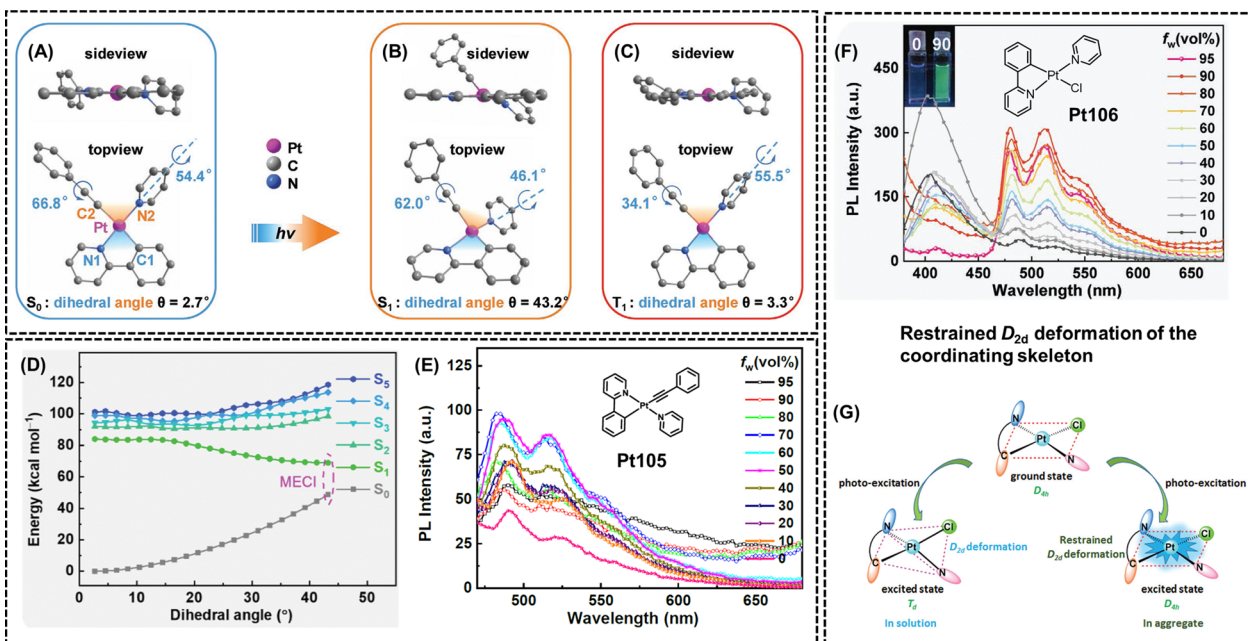 (A)
sideview
topview
54.4°
66.8°
C2
N2
Pt
N1
C1
S₀ : dihedral angle θ = 2.7°
Pt
C
N
hν
(B)
sideview
topview
46.1°
62.0°
S₁ : dihedral angle θ = 43.2°
(C)
sideview
topview
55.5°
34.1°
T₁ : dihedral angle θ = 3.3°
(D)
Energy (kcal mol⁻¹)
120
100
80
60
40
20
0
S₅
S₄
S₃
S₂
S₁
MECI
S₀
0 10 20 30 40 50
Dihedral angle (°)
(E)
PL Intensity (a.u.)
125
100
75
50
25
0
N
Pt
N
Pt105
fw(vol%)
95
90
80
70
60
50
40
30
20
10
0
500 550 600 650
Wavelength (nm)
(F)
0 90
PL Intensity (a.u.)
450
300
200
150
0
N
Pt
N
Cl
Pt106
fw(vol%)
95
90
80
70
60
50
40
30
20
10
0
400 450 500 550 600 650
Wavelength (nm)
Restrained D2d deformation of the
coordinating skeleton
(G)
N
Cl
Pt
C
N
ground state
D4h
photo-excitation
photo-excitation
N
Cl
Pt
C
N
D2d deformation
excited state
Td
In solution
Restrained
D2d deformation
N
Cl
Pt
C
N
excited state
D4h
In aggregate